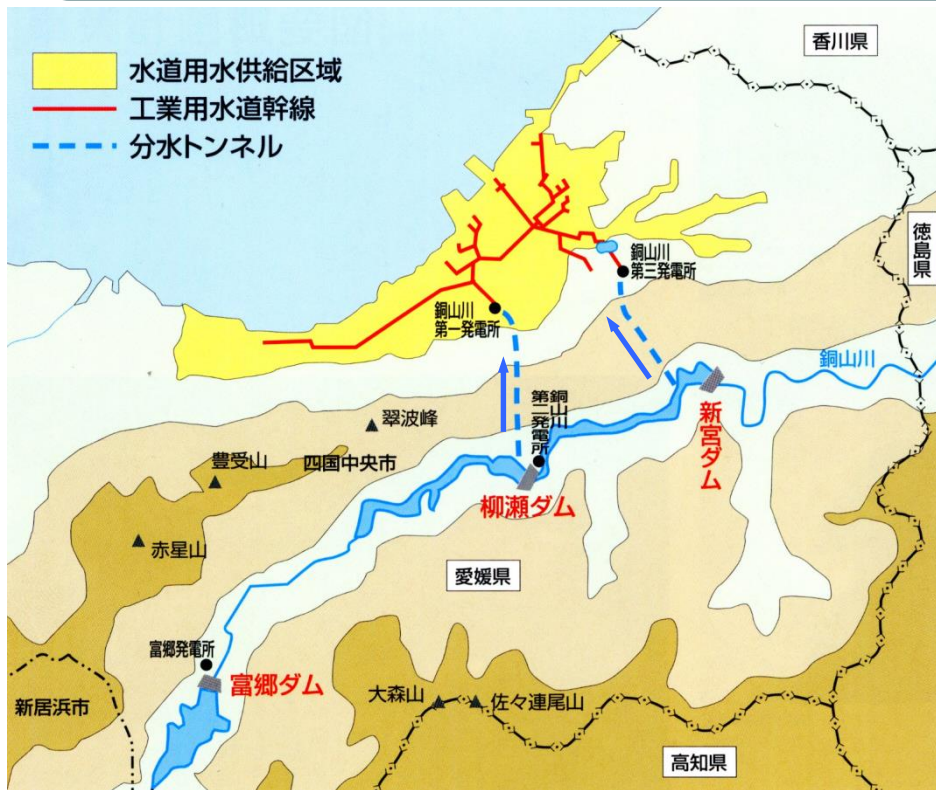 水道用水供給区域
工業用水道幹線
分水トンネル
香川県
徳島県
銅山川
第三発電所
銅山川
第一発電所
銅山川
銅山川
第二発電所
新宮ダム
翠波峰
豊受山
四国中央市
柳瀬ダム
赤星山
愛媛県
富郷発電所
富郷ダム
新居浜市
大森山
佐々連尾山
高知県